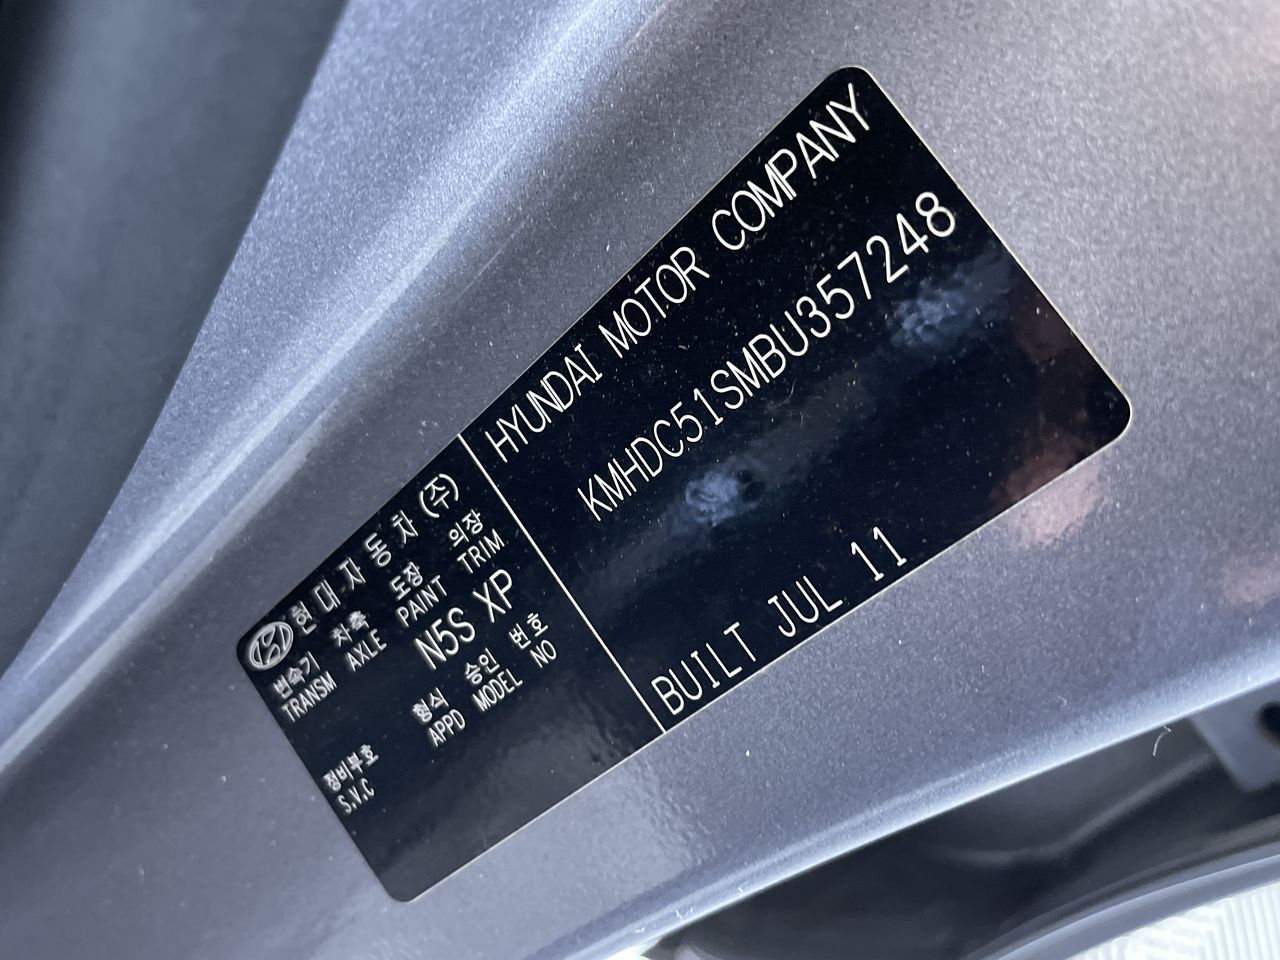 현대자동차(주)
변속기 차축 도장 의장
TRANSM AXLE PAINT TRIM
N5S XP
형식 승인 번호
APPD MODEL NO
정비부호
S.V.C
HYUNDAI MOTOR COMPANY
KMHDC51SMBU357248
BUILT JUL 11